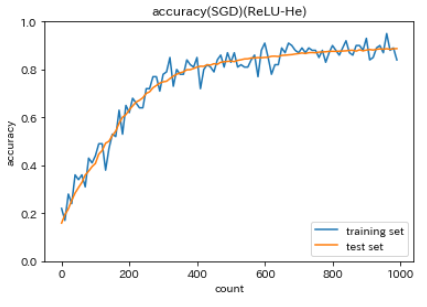 accuracy(SGD)(ReLU-He)
1.0
0.8
0.6
0.4
0.2
0.0
accuracy
0 200 400 600 800 1000
count
training set
test set